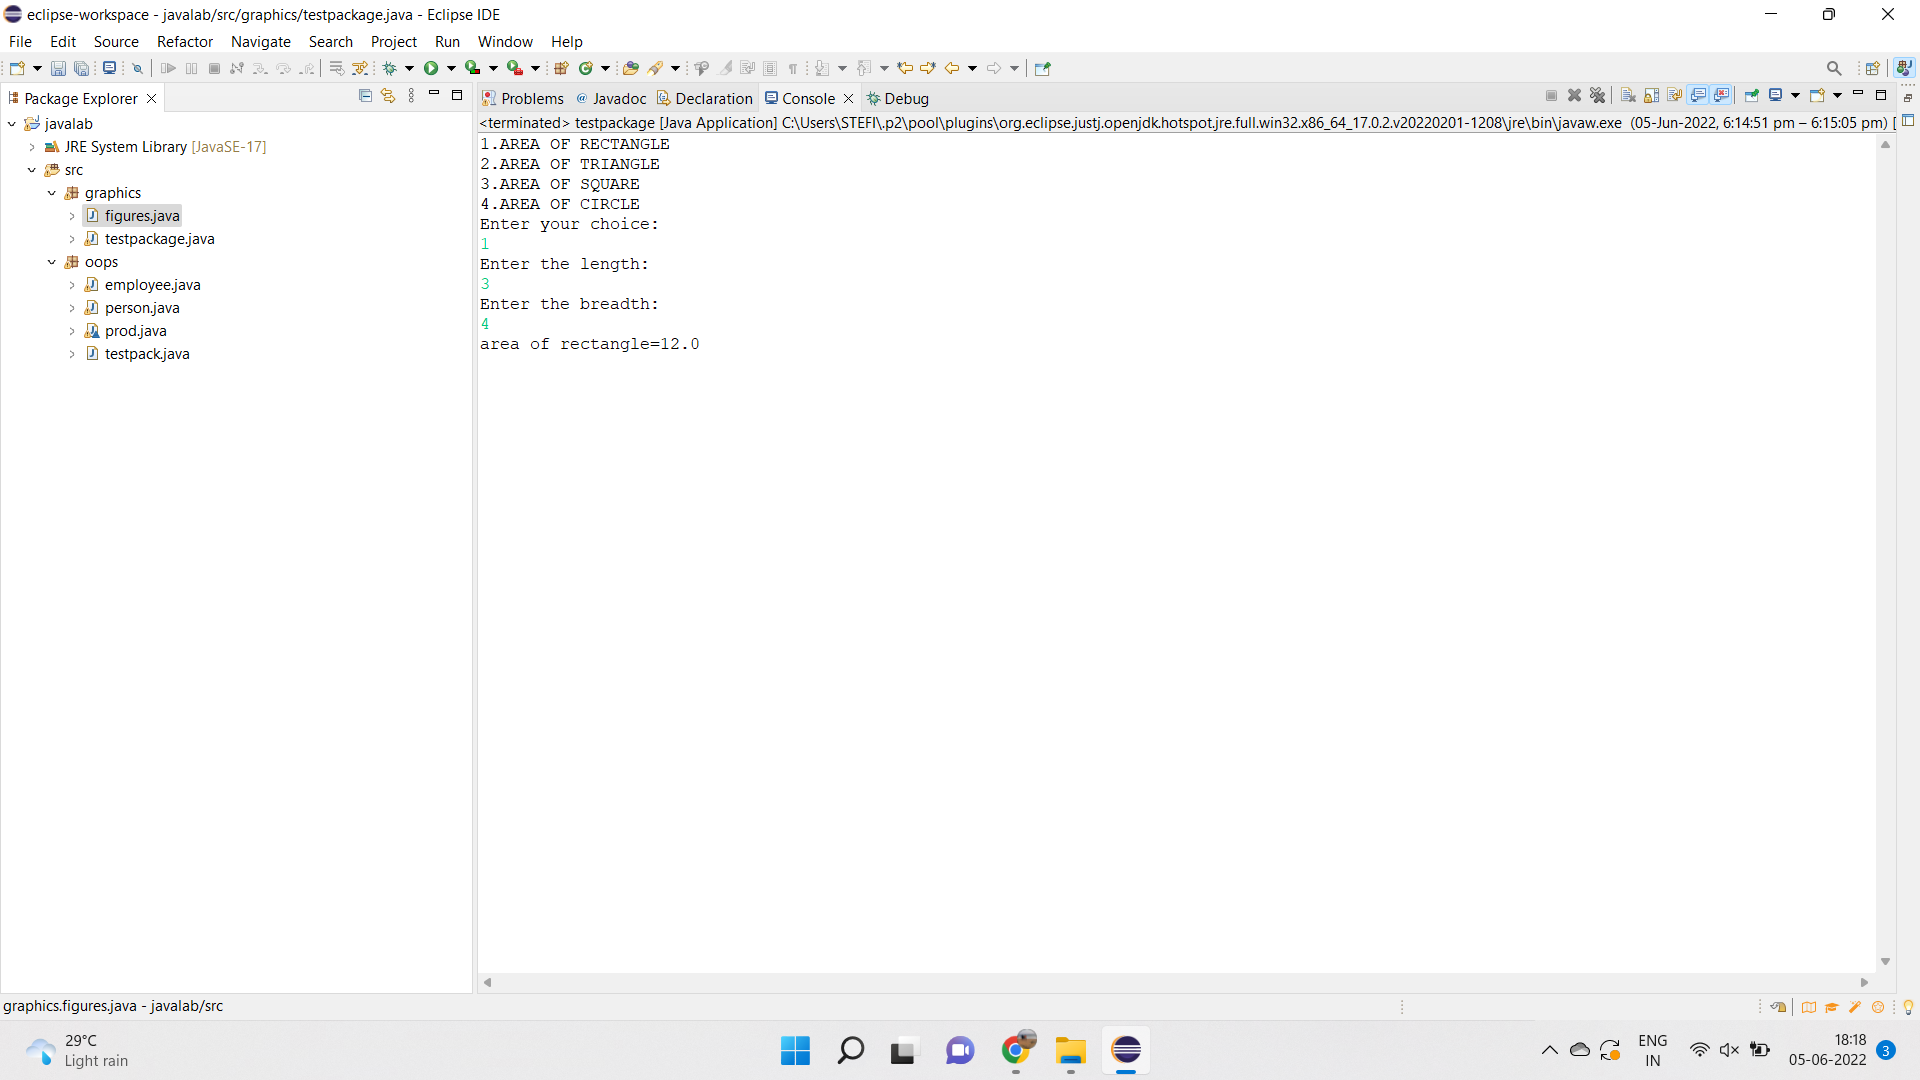 eclipse-workspace - javalab/src/graphics/testpackage.java - Eclipse IDE
File Edit Source Refactor Navigate Search Project Run Window Help
Package Explorer
javalab
JRE System Library [JavaSE-17]
src
graphics
figures.java
testpackage.java
oops
employee.java
person.java
prod.java
testpack.java
Problems Javadoc Declaration Console Debug
<terminated> testpackage [Java Application] C:\Users\STEFI\.p2\pool\plugins\org.eclipse.justj.openjdk.hotspot.jre.full.win32.x86_64_17.0.2.v20220201-1208\jre\bin\javaw.exe (05-Jun-2022, 6:14:51 pm – 6:15:05 pm) [
1.AREA OF RECTANGLE
2.AREA OF TRIANGLE
3.AREA OF SQUARE
4.AREA OF CIRCLE
Enter your choice:
1
Enter the length:
3
Enter the breadth:
4
area of rectangle=12.0
graphics.figures.java - javalab/src
29°C
Light rain
ENG
IN
18:18
05-06-2022
3